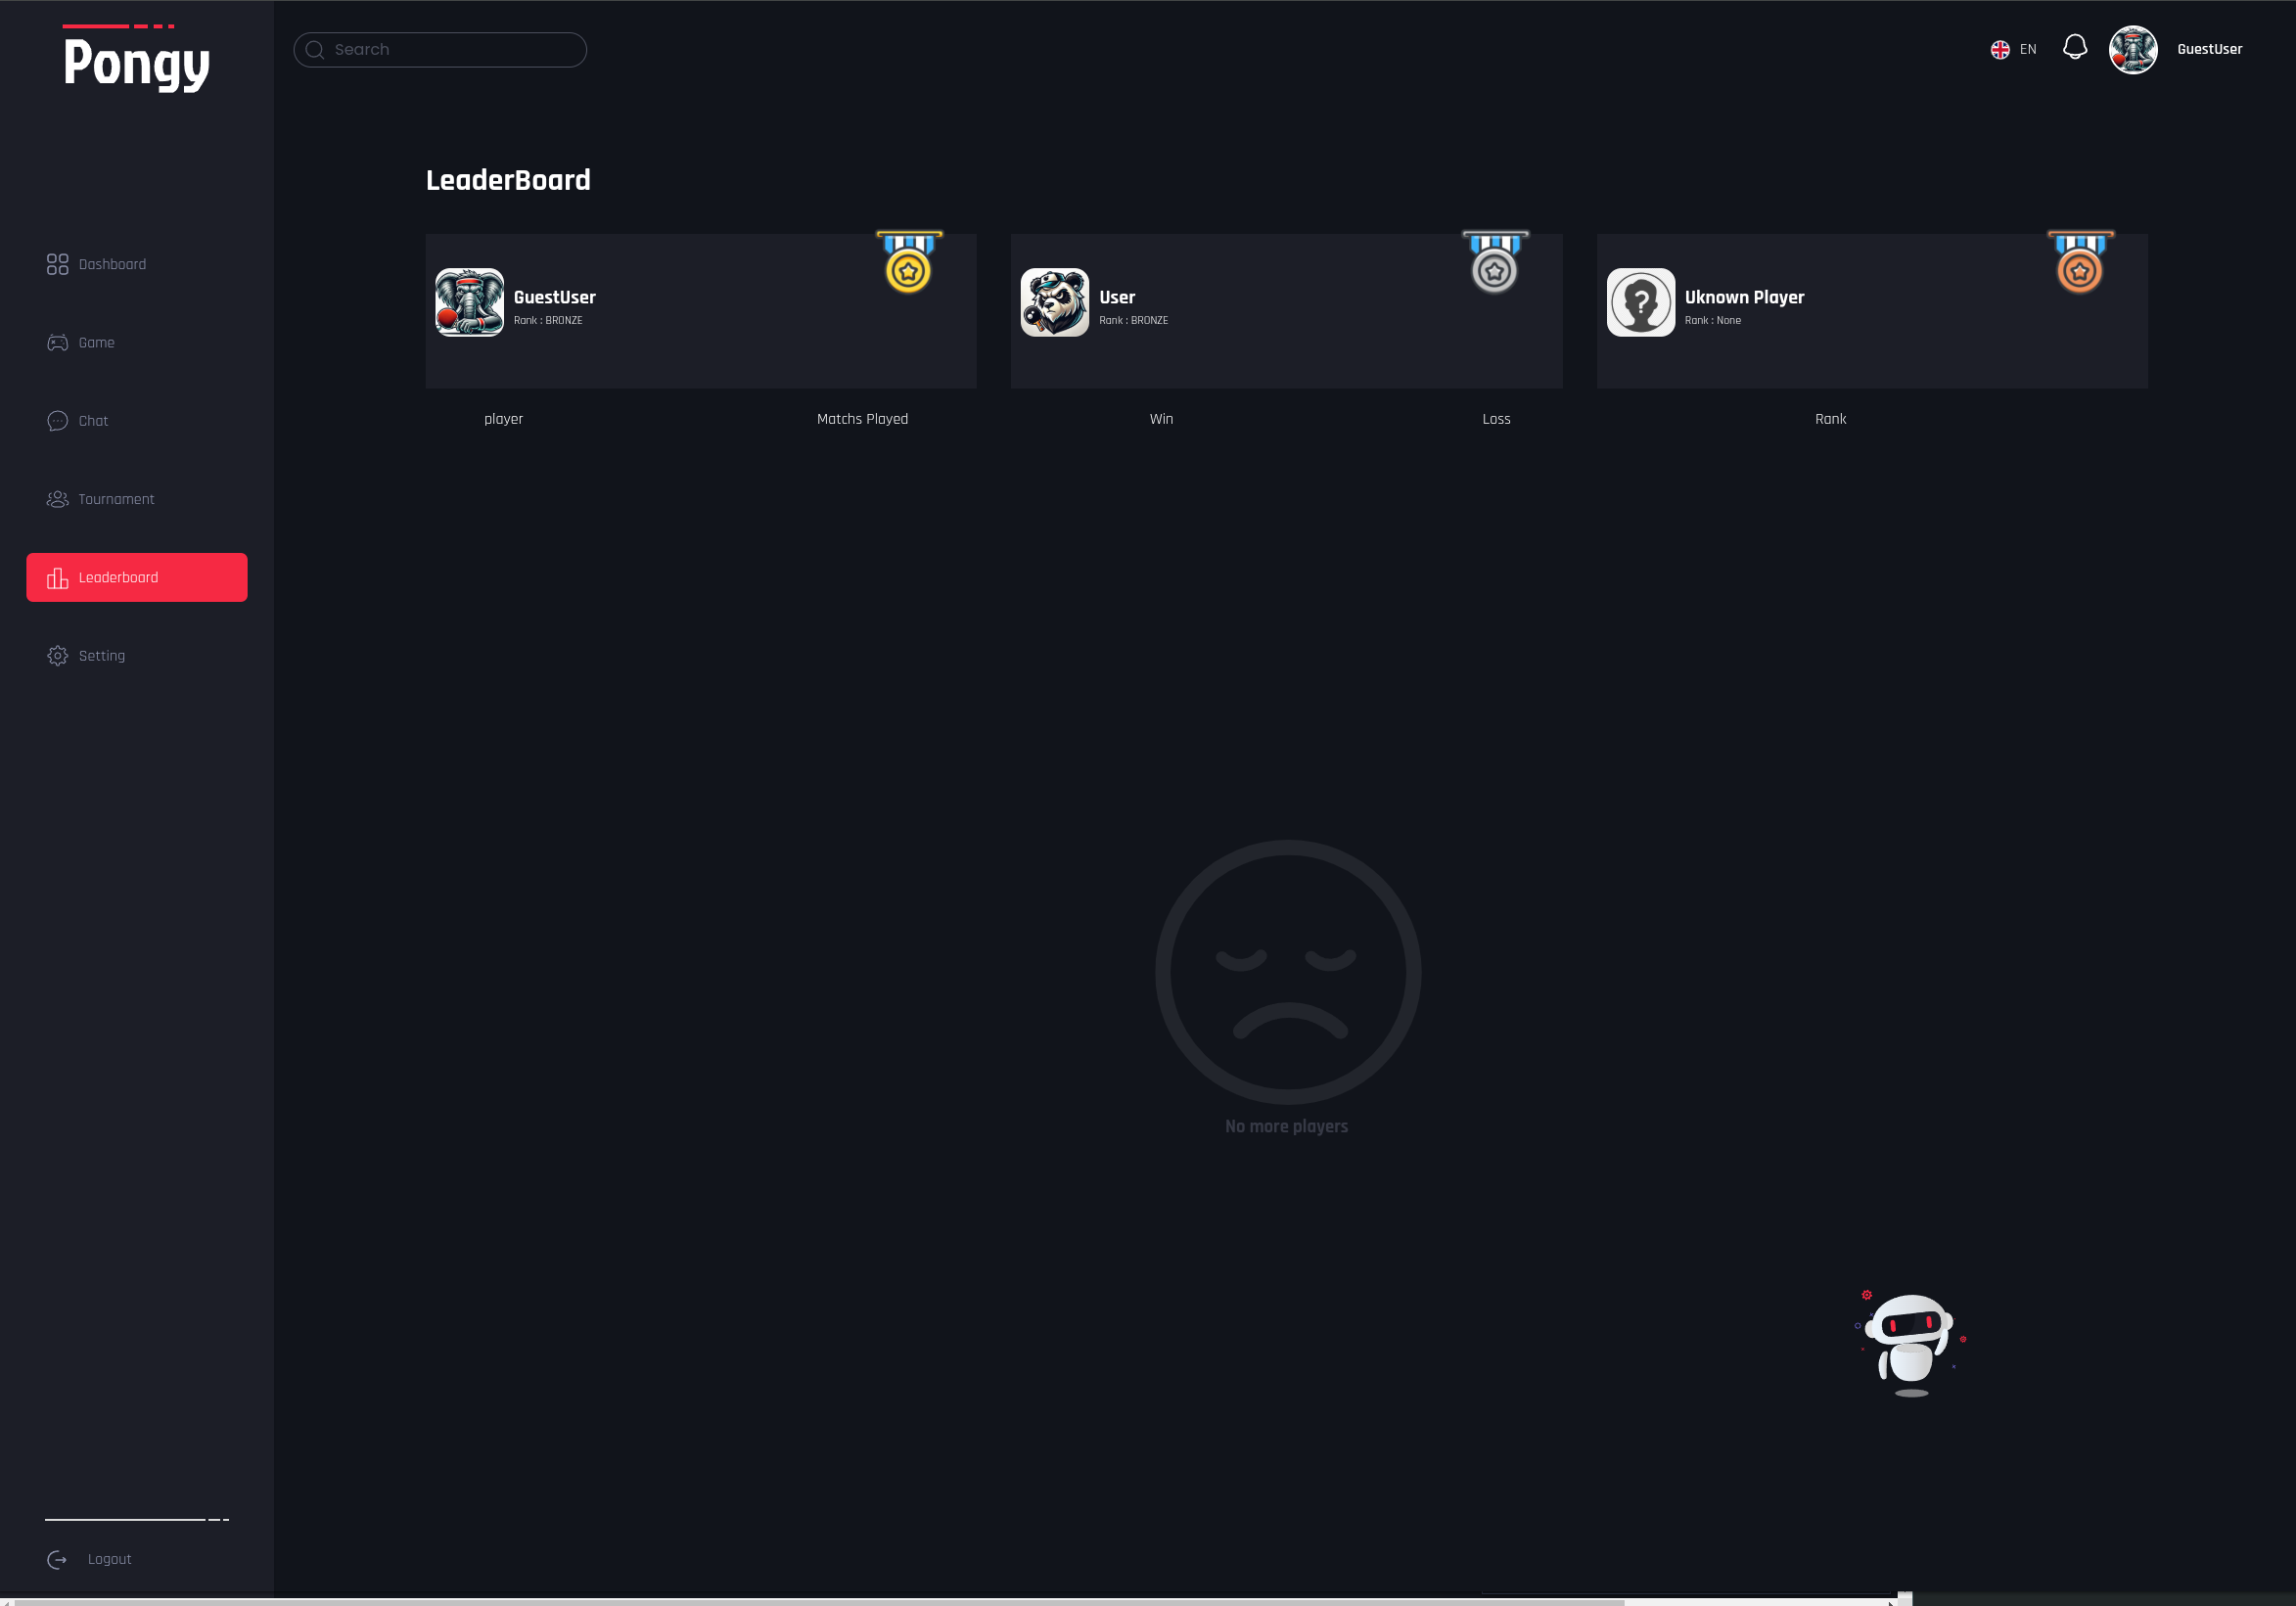 Pongy
Search
EN
GuestUser
Dashboard
Game
Chat
Tournament
Leaderboard
Setting
Logout
LeaderBoard
GuestUser
Rank : BRONZE
User
Rank : BRONZE
Uknown Player
Rank : None
?
player Matchs Played Win Loss Rank
No more players